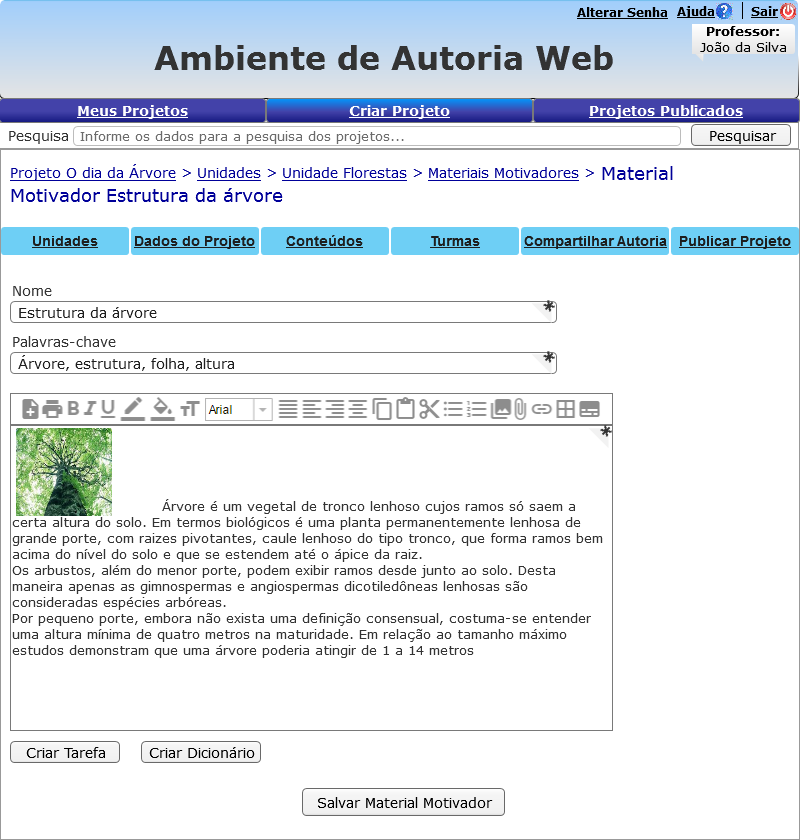 Alterar Senha Ajuda? Sair
Professor:
João da Silva
Ambiente de Autoria Web
Meus Projetos Criar Projeto Projetos Publicados
Pesquisa Informe os dados para a pesquisa dos projetos... Pesquisar
Projeto O dia da Árvore > Unidades > Unidade Florestas > Materiais Motivadores > Material
Motivador Estrutura da árvore
Unidades Dados do Projeto Conteúdos Turmas Compartilhar Autoria Publicar Projeto
Nome
Estrutura da árvore *
Palavras-chave
Árvore, estrutura, folha, altura *
B I U TT Arial
*
Árvore é um vegetal de tronco lenhoso cujos ramos só saem a
certa altura do solo. Em termos biológicos é uma planta permanentemente lenhosa de
grande porte, com raizes pivotantes, caule lenhoso do tipo tronco, que forma ramos bem
acima do nível do solo e que se estendem até o ápice da raiz.
Os arbustos, além do menor porte, podem exibir ramos desde junto ao solo. Desta
maneira apenas as gimnospermas e angiospermas dicotiledôneas lenhosas são
consideradas espécies arbóreas.
Por pequeno porte, embora não exista uma definição consensual, costuma-se entender
uma altura mínima de quatro metros na maturidade. Em relação ao tamanho máximo
estudos demonstram que uma árvore poderia atingir de 1 a 14 metros
Criar Tarefa Criar Dicionário
Salvar Material Motivador